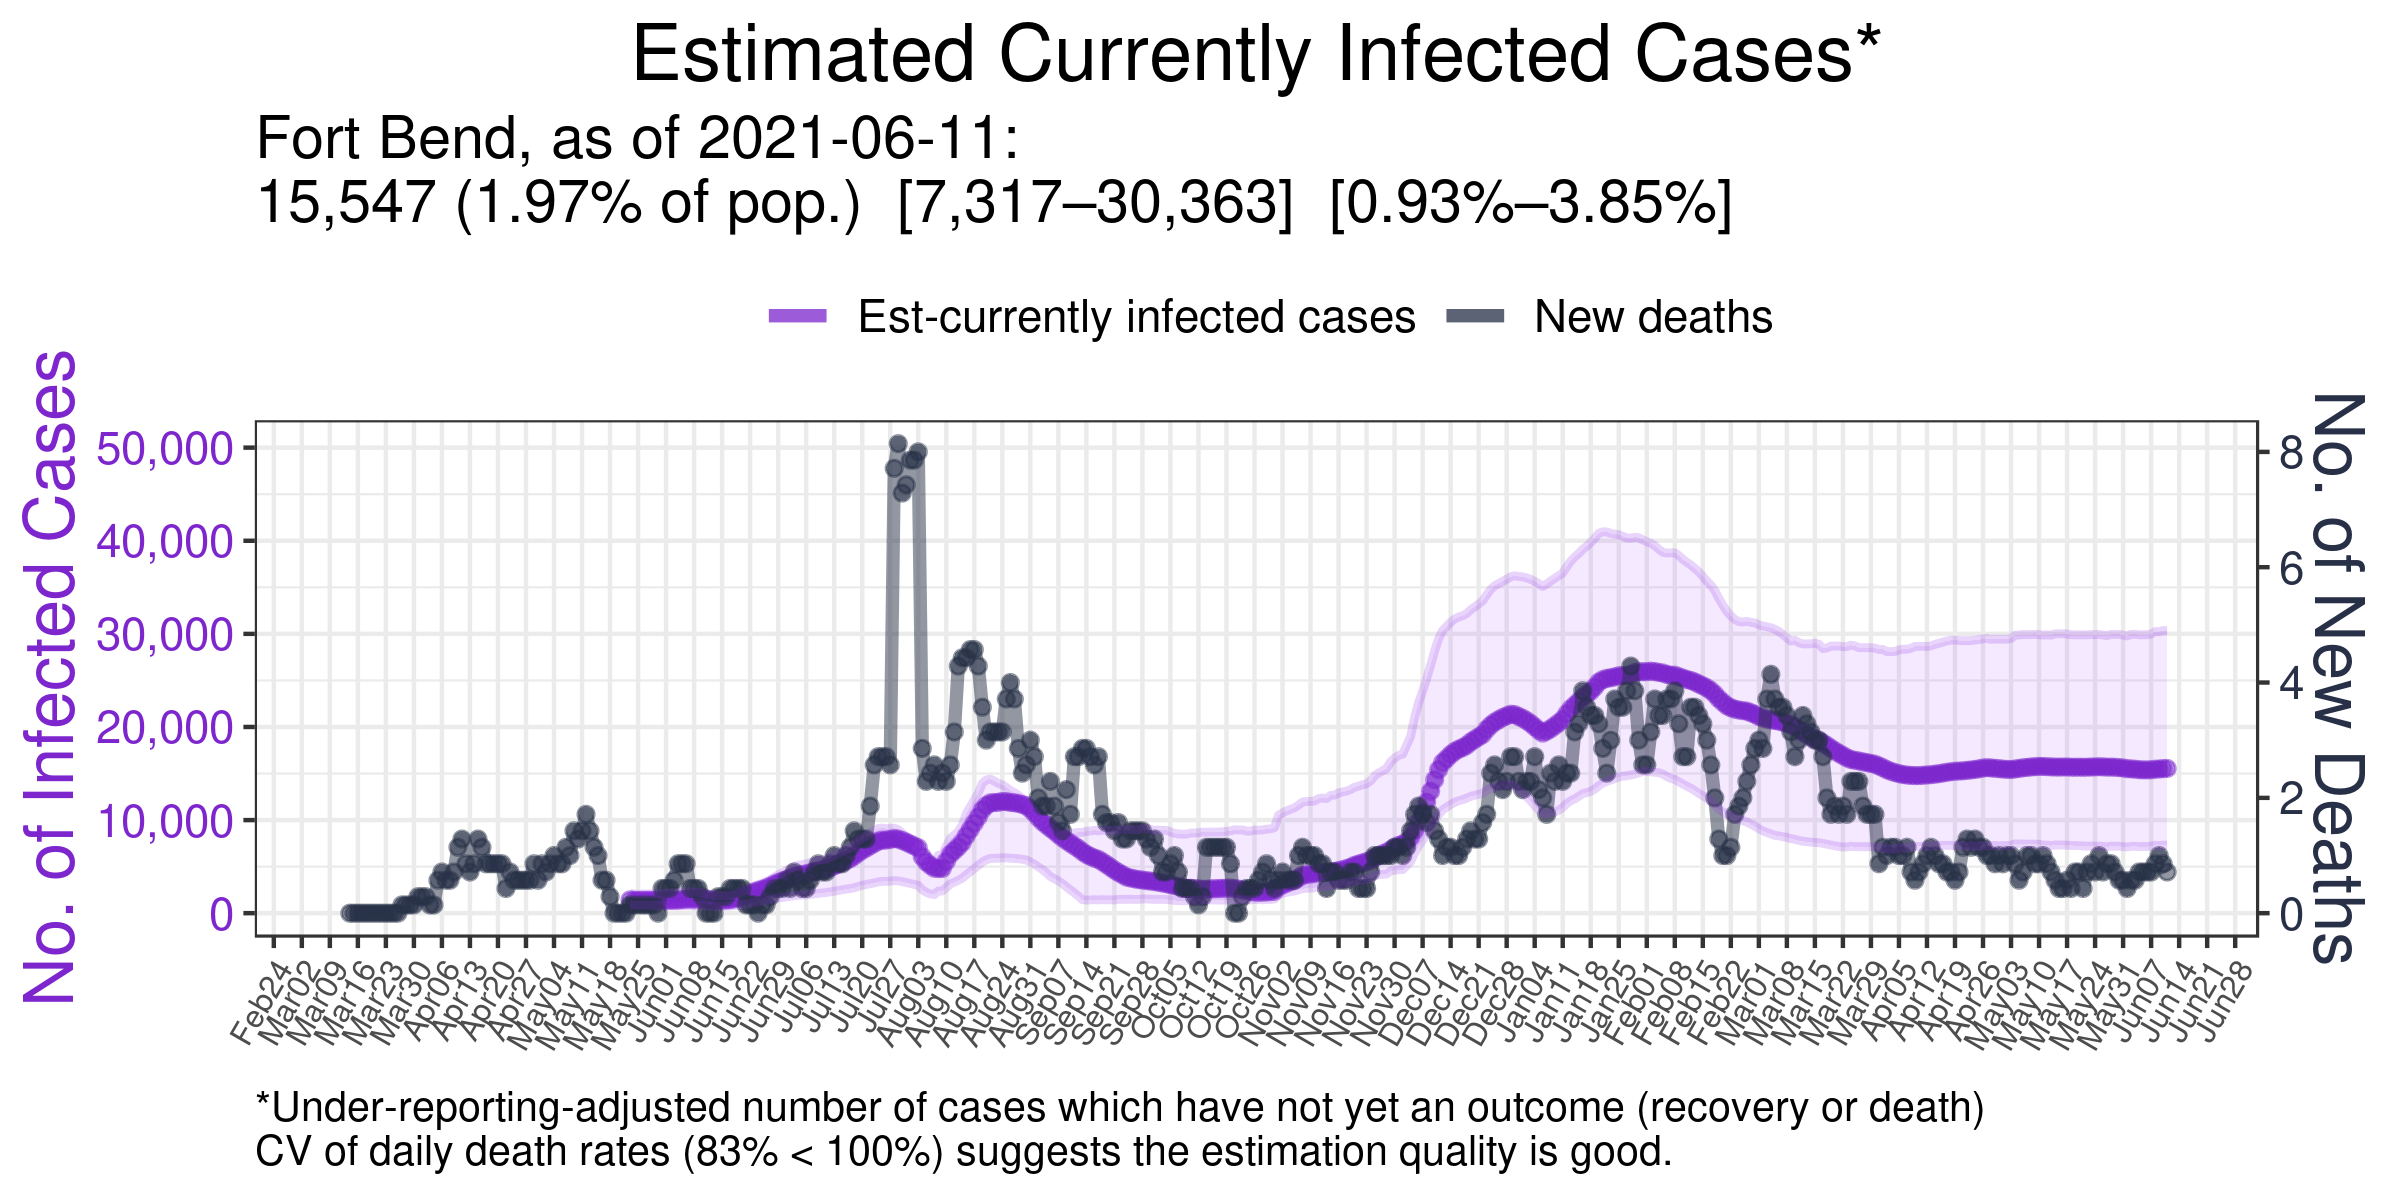 Estimated Currently Infected Cases*
Fort Bend, as of 2021-06-11:
15,547 (1.97% of pop.) [7,317–30,363] [0.93%–3.85%]
Est-currently infected cases
New deaths
No. of Infected Cases
50,000
40,000
30,000
20,000
10,000
0
8
6
4
2
0
No. of New Deaths
Feb24
Mar02
Mar09
Mar16
Mar23
Mar30
Apr06
Apr13
Apr20
Apr27
May04
May11
May18
May25
Jun01
Jun08
Jun15
Jun22
Jun29
Jul06
Jul13
Jul20
Jul27
Aug03
Aug10
Aug17
Aug24
Aug31
Sep07
Sep14
Sep21
Sep28
Oct05
Oct12
Oct19
Oct26
Nov02
Nov09
Nov16
Nov23
Nov30
Dec07
Dec14
Dec21
Dec28
Jan04
Jan11
Jan18
Jan25
Feb01
Feb08
Feb15
Feb22
Mar01
Mar08
Mar15
Mar22
Mar29
Apr05
Apr12
Apr19
Apr26
May03
May10
May17
May24
May31
Jun07
Jun14
Jun21
Jun28
*Under-reporting-adjusted number of cases which have not yet an outcome (recovery or death)
CV of daily death rates (83% < 100%) suggests the estimation quality is good.